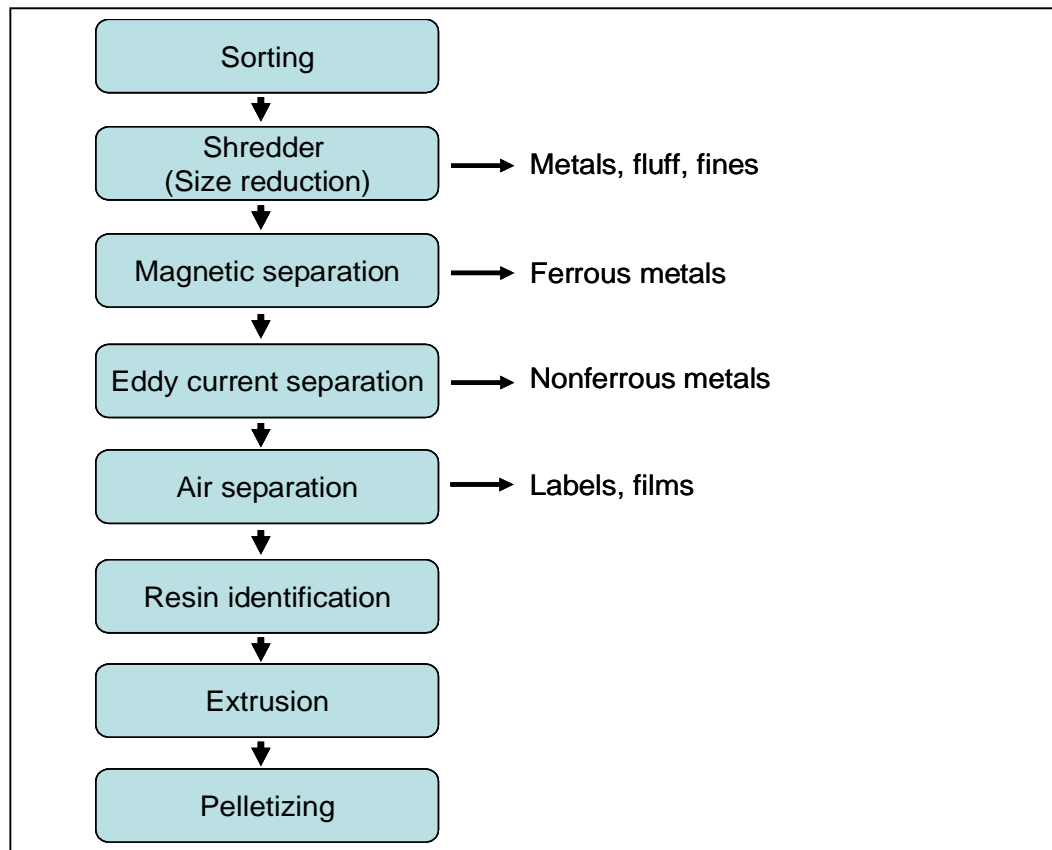 Sorting
Shredder
(Size reduction)
Metals, fluff, fines
Magnetic separation
Ferrous metals
Eddy current separation
Nonferrous metals
Air separation
Labels, films
Resin identification
Extrusion
Pelletizing